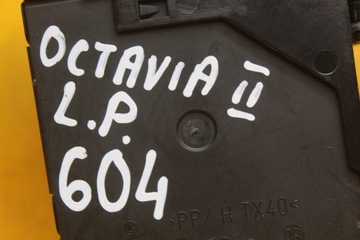 OCTAVIA II
L.P.
604
>PP/ H TX40<